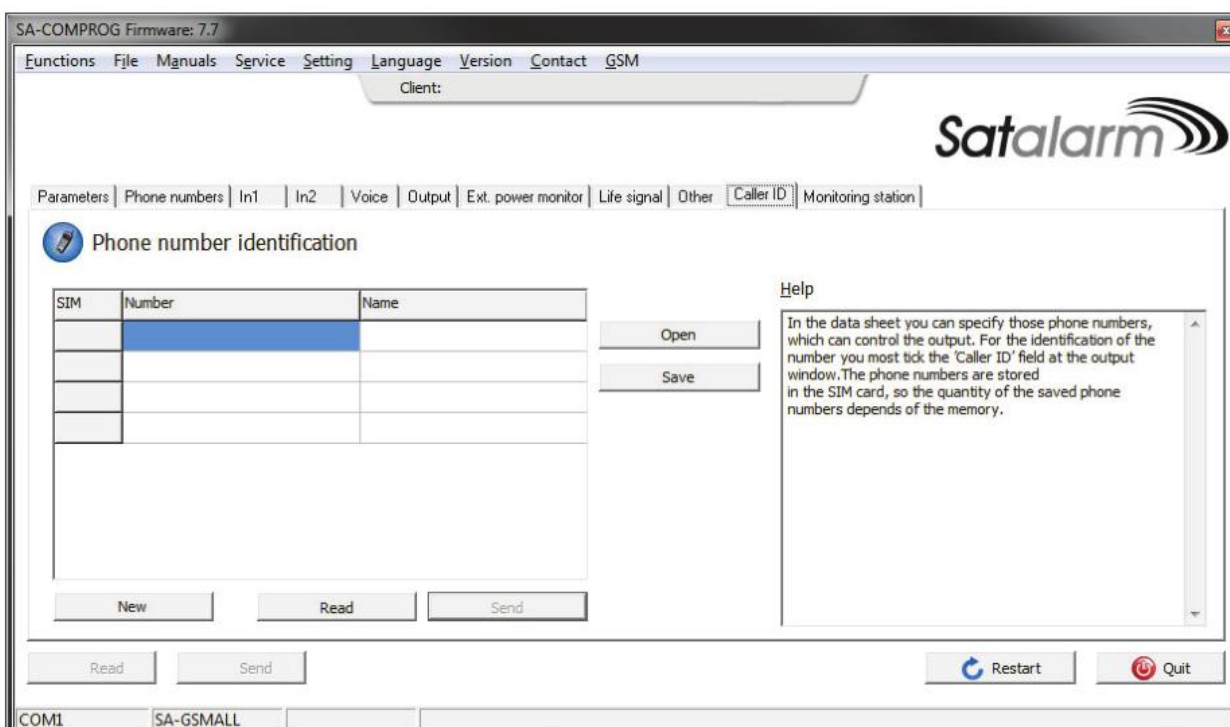 SA-COMPROG Firmware: 7.7
Functions File Manuals Service Setting Language Version Contact GSM
Client:
Satalarm
Parameters Phone numbers In1 In2 Voice Output Ext. power monitor Life signal Other Caller ID Monitoring station
Phone number identification
Help
SIM Number Name
Open
Save
In the data sheet you can specify those phone numbers,
which can control the output. For the identification of the
number you most tick the 'Caller ID' field at the output
window.The phone numbers are stored
in the SIM card, so the quantity of the saved phone
numbers depends of the memory.
New Read Send
Read Send Restart Quit
COM1 SA-GSMALL